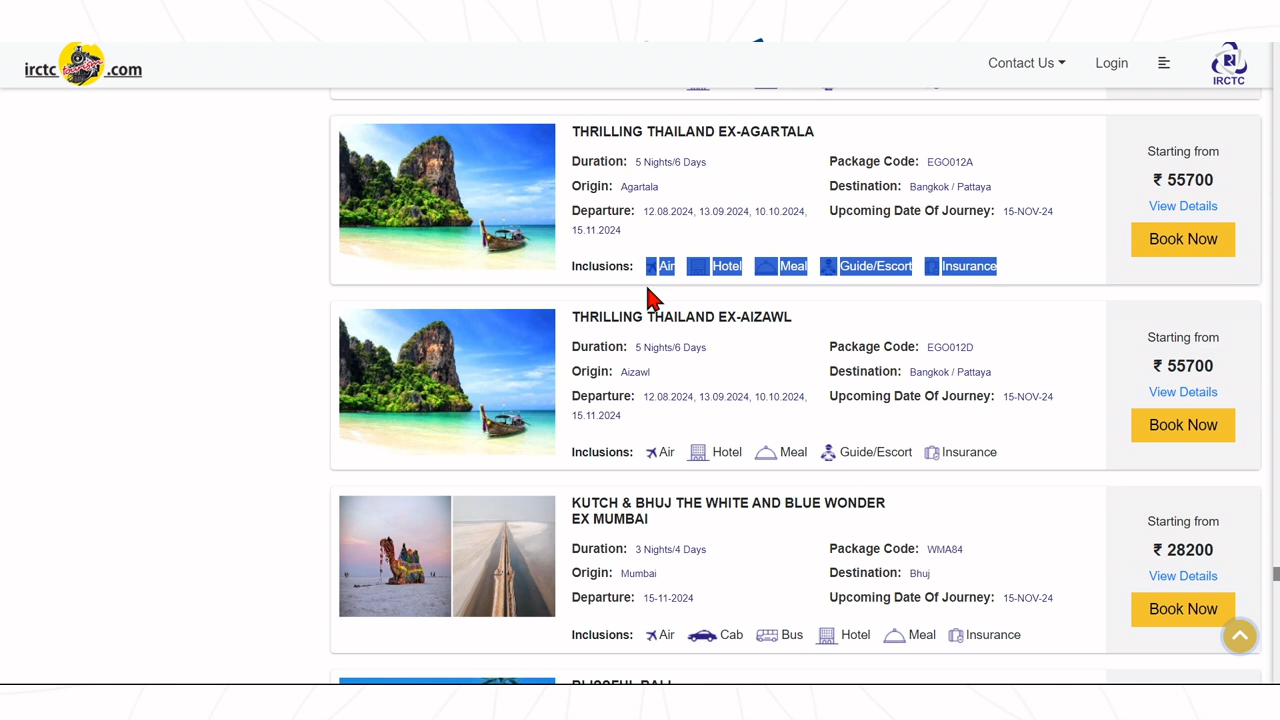 irctc tourism .com
Contact Us
Login
IRCTC
THRILLING THAILAND EX-AGARTALA
Duration: 5 Nights/6 Days
Package Code: EGO012A
Origin: Agartala
Destination: Bangkok / Pattaya
Departure: 12.08.2024, 13.09.2024, 10.10.2024,
15.11.2024
Upcoming Date Of Journey: 15-NOV-24
Inclusions: Air Hotel Meal Guide/Escort Insurance
Starting from
₹ 55700
View Details
Book Now
THRILLING THAILAND EX-AIZAWL
Duration: 5 Nights/6 Days
Package Code: EGO012D
Origin: Aizawl
Destination: Bangkok / Pattaya
Departure: 12.08.2024, 13.09.2024, 10.10.2024,
15.11.2024
Upcoming Date Of Journey: 15-NOV-24
Inclusions: Air Hotel Meal Guide/Escort Insurance
Starting from
₹ 55700
View Details
Book Now
KUTCH & BHUJ THE WHITE AND BLUE WONDER
EX MUMBAI
Duration: 3 Nights/4 Days
Package Code: WMA84
Origin: Mumbai
Destination: Bhuj
Departure: 15-11-2024
Upcoming Date Of Journey: 15-NOV-24
Inclusions: Air Cab Bus Hotel Meal Insurance
Starting from
₹ 28200
View Details
Book Now